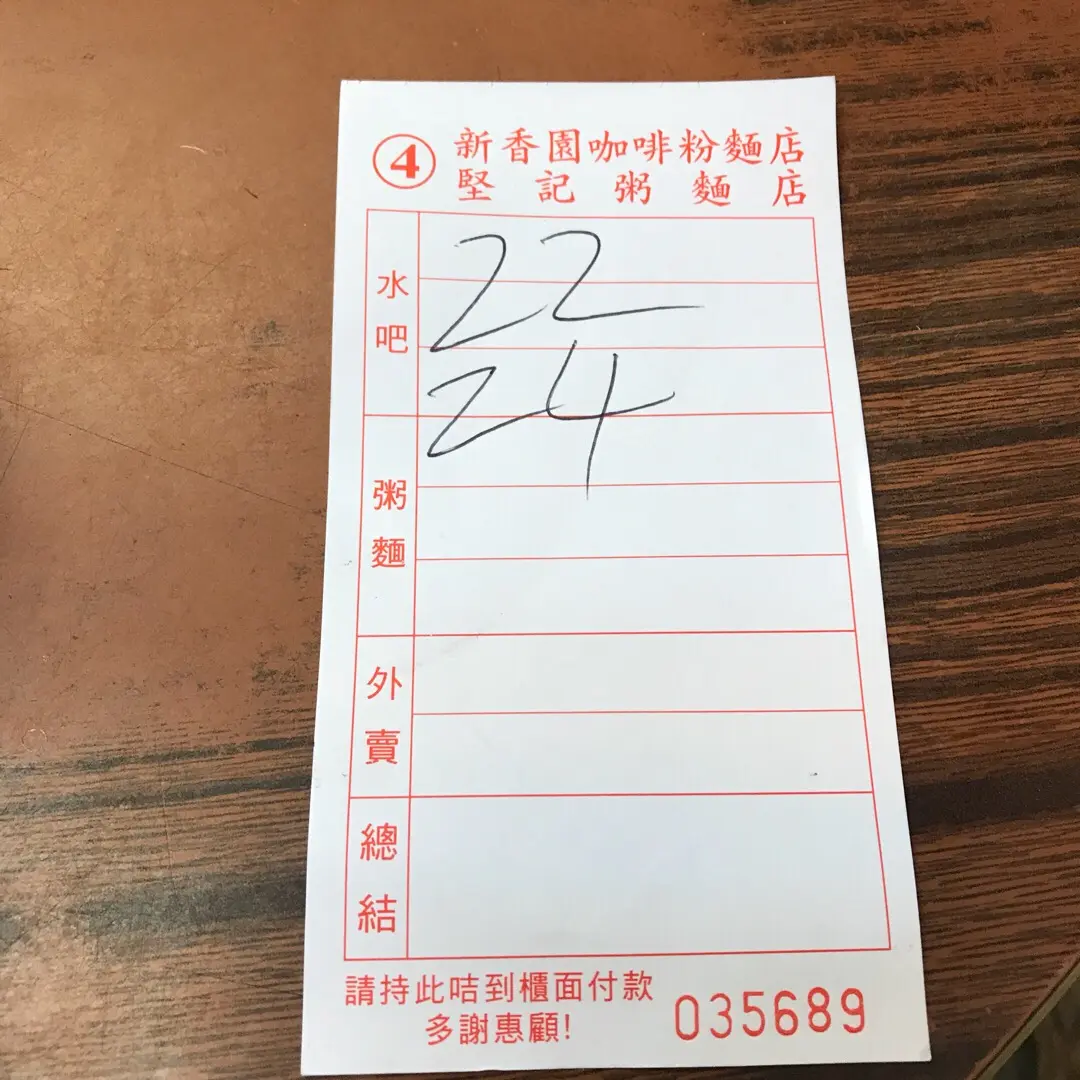 ④ 新香園咖啡粉麵店
堅記粥麵店
水吧
22
24
粥麵
外賣
總結
請持此咭到櫃面付款
多謝惠顧!
035689